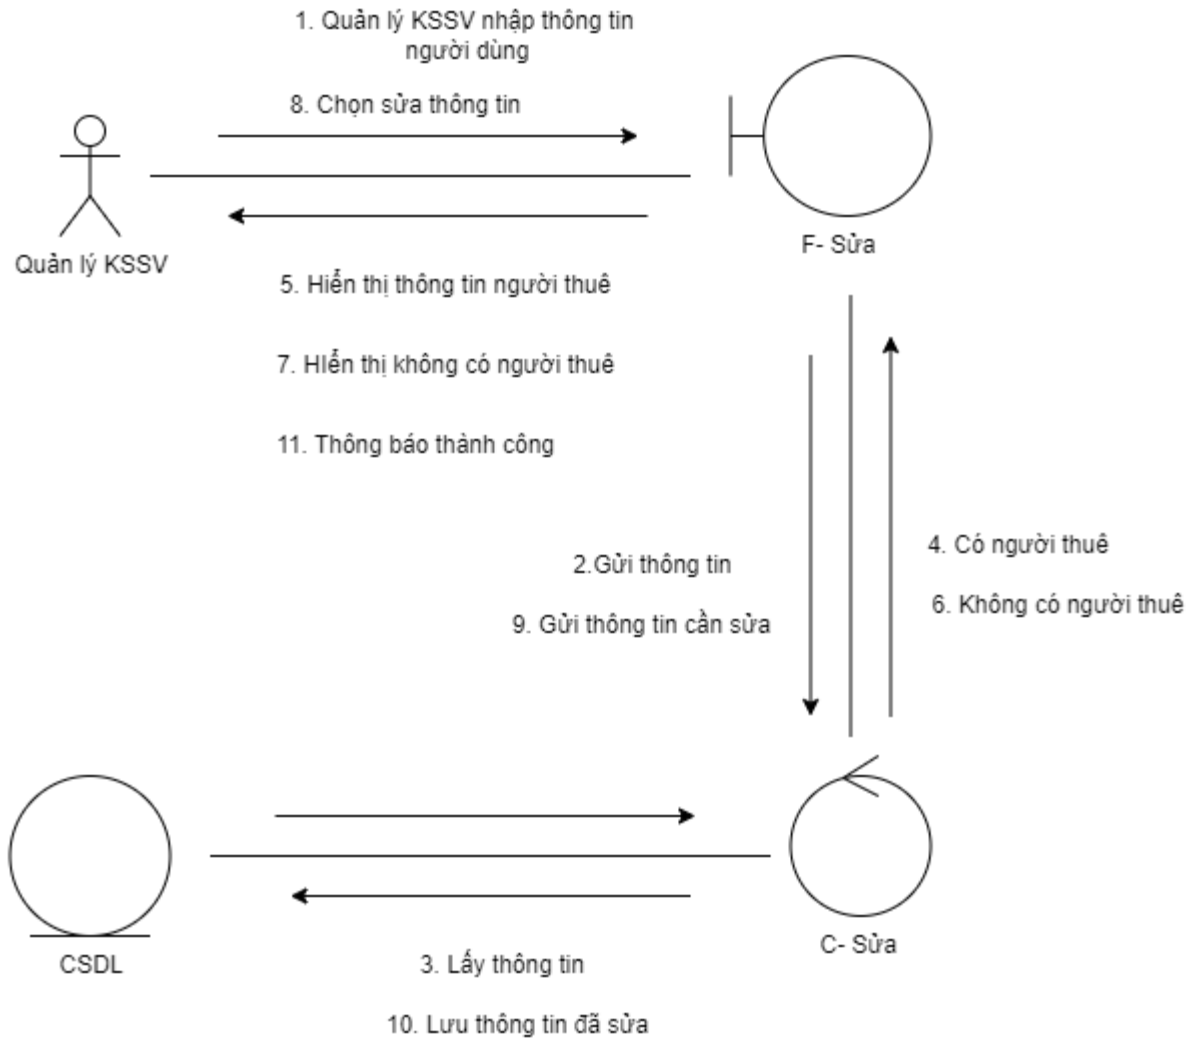 1. Quản lý KSSV nhập thông tin
người dùng
8. Chọn sửa thông tin
Quản lý KSSV
F- Sửa
5. Hiển thị thông tin người thuê
7. HIển thị không có người thuê
11. Thông báo thành công
2.Gửi thông tin
9. Gửi thông tin cần sửa
4. Có người thuê
6. Không có người thuê
CSDL
C- Sửa
3. Lấy thông tin
10. Lưu thông tin đã sửa